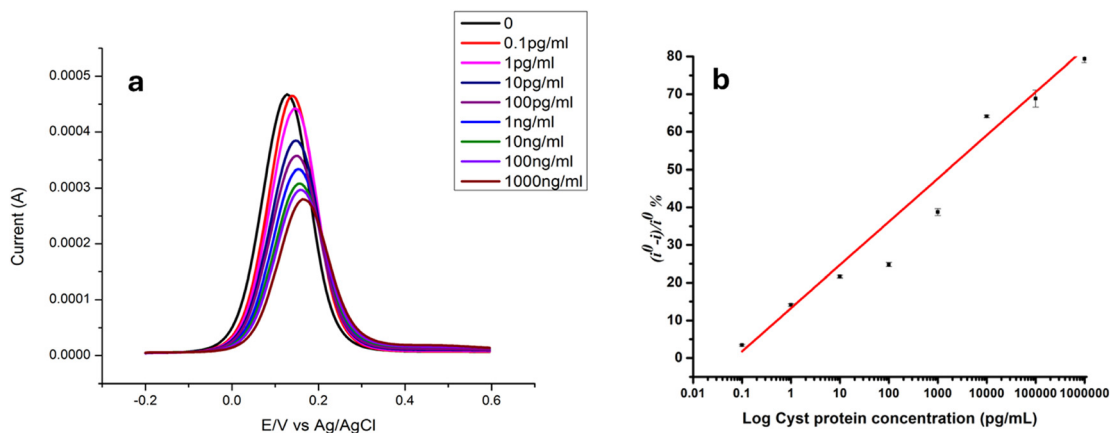 a
0
0.1pg/ml
1pg/ml
10pg/ml
100pg/ml
1ng/ml
10ng/ml
100ng/ml
1000ng/ml
Current (A)
0.0005
0.0004
0.0003
0.0002
0.0001
0.0000
-0.2 0.0 0.2 0.4 0.6
E/V vs Ag/AgCl
b
(i⁰-i)/i⁰ %
80
70
60
50
40
30
20
10
0
0.01 0.1 1 10 100 1000 10000 100000 1000000
Log Cyst protein concentration (pg/mL)